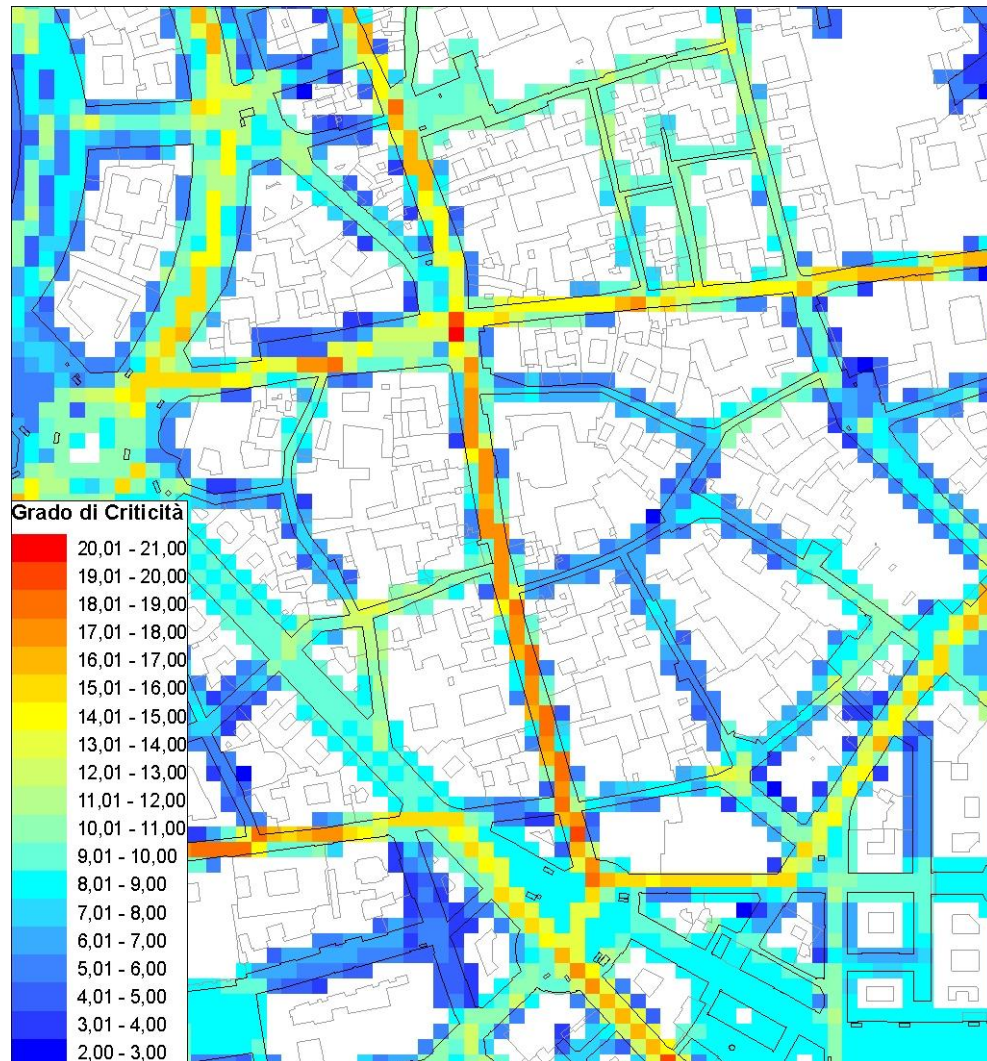 Grado di Criticità
20,01 - 21,00
19,01 - 20,00
18,01 - 19,00
17,01 - 18,00
16,01 - 17,00
15,01 - 16,00
14,01 - 15,00
13,01 - 14,00
12,01 - 13,00
11,01 - 12,00
10,01 - 11,00
9,01 - 10,00
8,01 - 9,00
7,01 - 8,00
6,01 - 7,00
5,01 - 6,00
4,01 - 5,00
3,01 - 4,00
2,00 - 3,00